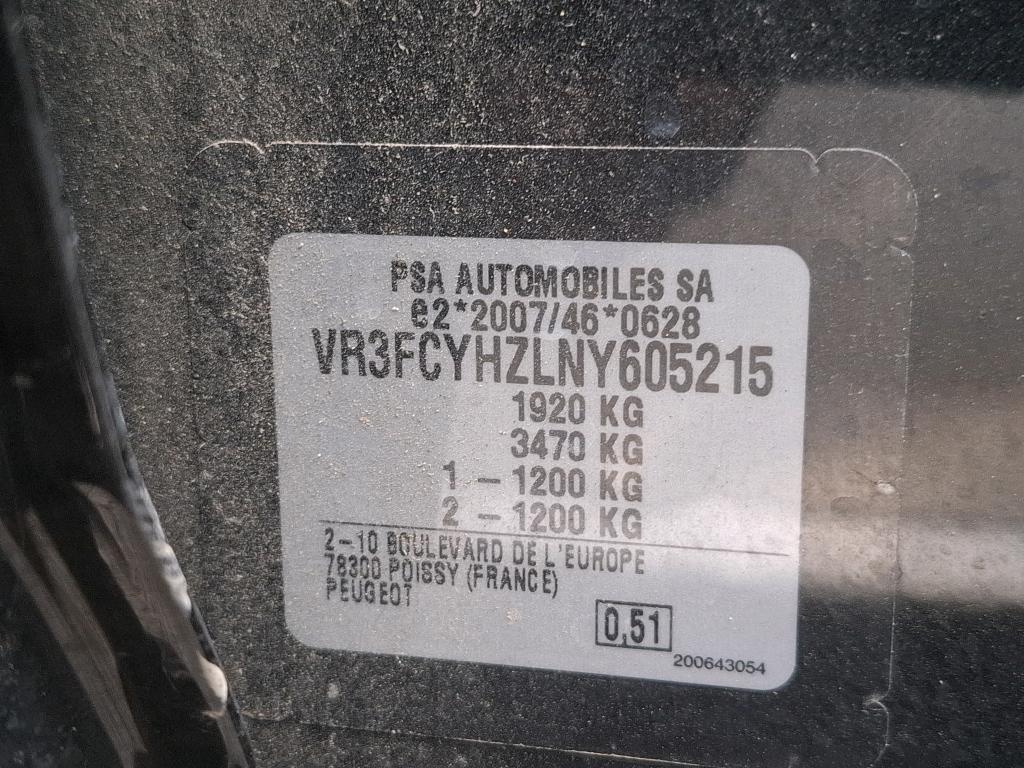 PSA AUTOMOBILES SA
e2*2007/46*0628
VR3FCYHZLNY605215
1920 KG
3470 KG
1 – 1200 KG
2 – 1200 KG
2–10 BOULEVARD DE L'EUROPE
78300 POISSY (FRANCE)
PEUGEOT
0,51
200643054